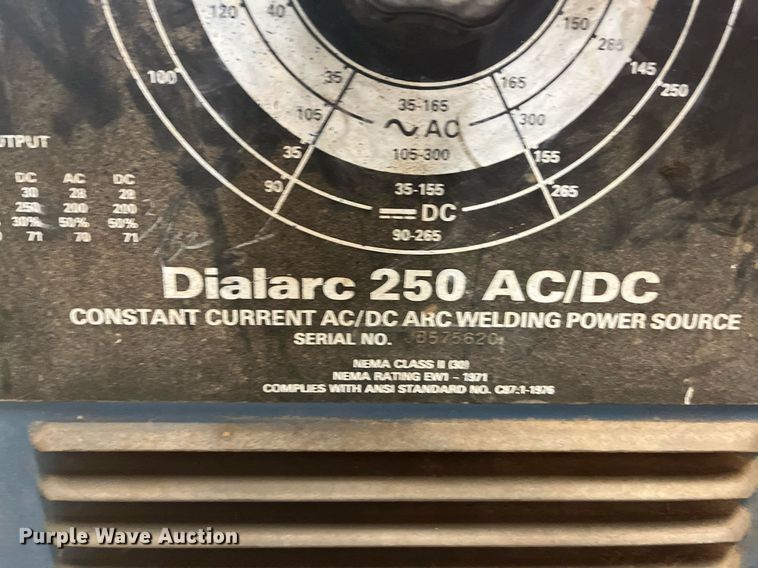 120 40 150 285
100 35 165 145 250
105 35-165 300
AC
35 105-300 155
90 35-155 265
DC
90-265
TPUT
DC AC DC
30 28 28
250 200 200
30% 50% 50%
71 70 71
Dialarc 250 AC/DC
CONSTANT CURRENT AC/DC ARC WELDING POWER SOURCE
SERIAL NO. JB575620
NEMA CLASS II (30)
NEMA RATING EW1 - 1971
COMPLIES WITH ANSI STANDARD NO. C87.1-1976
Purple Wave Auction